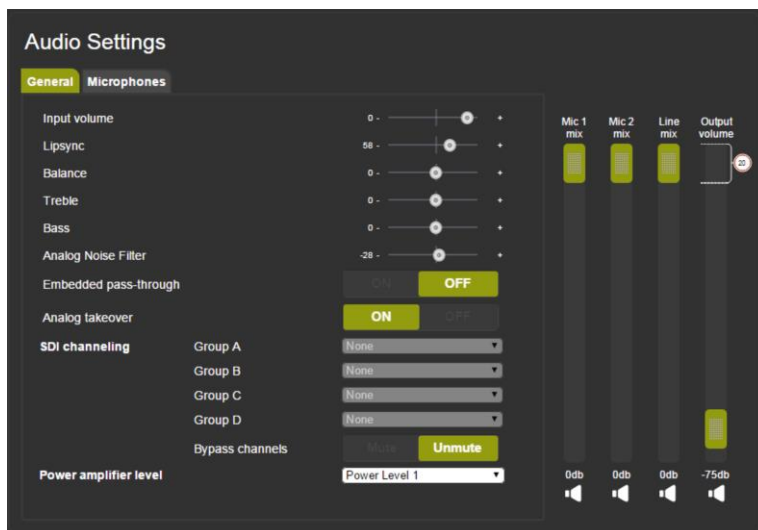 Audio Settings
General Microphones
Input volume 0 - +
Lipsync 58 - +
Balance 0 - +
Treble 0 - +
Bass 0 - +
Analog Noise Filter -28 - +
Embedded pass-through ON OFF
Analog takeover ON OFF
SDI channeling Group A None
Group B None
Group C None
Group D None
Bypass channels Mute Unmute
Power amplifier level Power Level 1
Mic 1 mix
Mic 2 mix
Line mix
Output volume
20
0db 0db 0db -75db